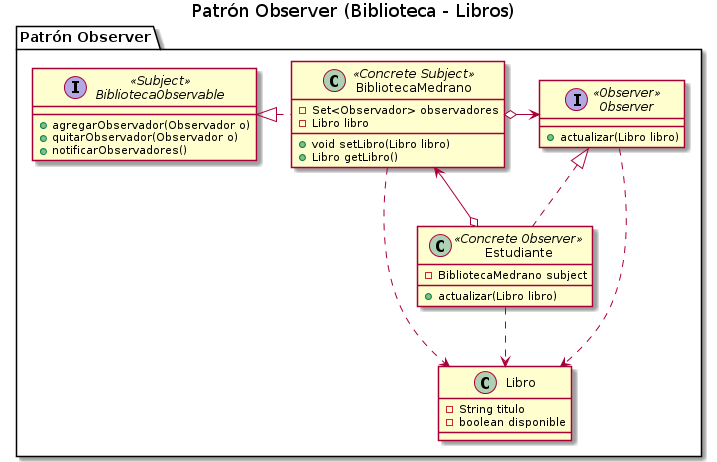 Patrón Observer (Biblioteca - Libros)
Patrón Observer
I
«Subject»
BibliotecaObservable
agregarObservador(Observador o)
quitarObservador(Observador o)
notificarObservadores()
C
«Concrete Subject»
BibliotecaMedrano
Set<Observador> observadores
Libro libro
void setLibro(Libro libro)
Libro getLibro()
I
«Observer»
Observer
actualizar(Libro libro)
C
«Concrete Observer»
Estudiante
BibliotecaMedrano subject
actualizar(Libro libro)
C
Libro
String titulo
boolean disponible